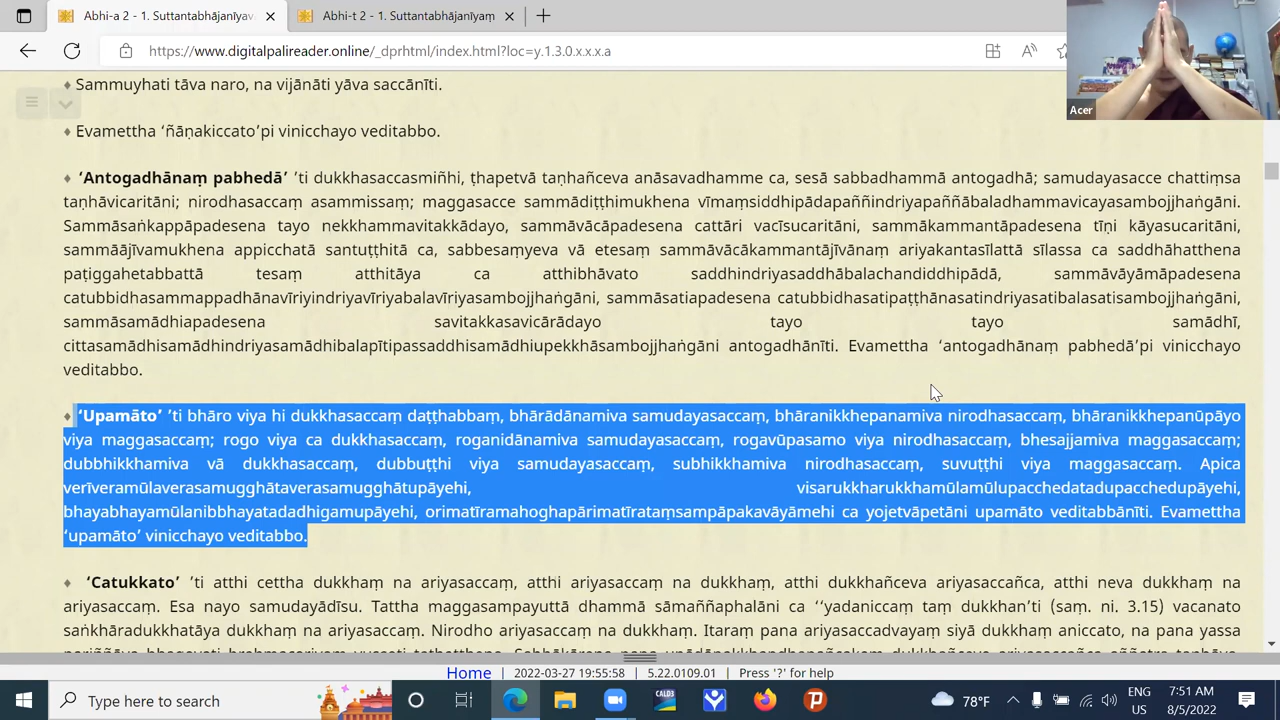 Abhi-a 2 - 1. Suttantabhājanīyav
Abhi-t 2 - 1. Suttantabhājanīyaṃ
https://www.digitalpalireader.online/_dprhtml/index.html?loc=y.1.3.0.x.x.x.a
Acer
♦ Sammuyhati tāva naro, na vijānāti yāva saccānīti.
♦ Evamettha ‘ñāṇakiccato’pi vinicchayo veditabbo.
♦ ‘Antogadhānaṃ pabhedā’ ’ti dukkhasaccasmiñhi, ṭhapetvā taṇhañceva anāsavadhamme ca, sesā sabbadhammā antogadhā; samudayasacce chattiṃsa
taṇhāvicaritāni; nirodhasaccaṃ asammissaṃ; maggasacce sammādiṭṭhimukhena vīmaṃsiddhipādapaññindriyapaññābaladhammavicayasambojjhaṅgāni.
Sammāsaṅkappāpadesena tayo nekkhammavitakkādayo, sammāvācāpadesena cattāri vacīsucaritāni, sammākammantāpadesena tīṇi kāyasucaritāni,
sammāājīvamukhena appicchatā santuṭṭhitā ca, sabbesaṃyeva vā etesaṃ sammāvācākammantājīvānaṃ ariyakantasīlattā sīlassa ca saddhāhatthena
paṭiggahetabbattā tesaṃ atthitāya ca atthibhāvato saddhindriyasaddhābalachandiddhipādā, sammāvāyāmāpadesena
catubbidhasammappadhānavīriyindriyavīriyabalavīriyasambojjhaṅgāni, sammāsatiapadesena catubbidhasatipaṭṭhānasatindriyasatibalasatisambojjhaṅgāni,
sammāsamādhiapadesena savitakkasavicārādayo tayo tayo samādhī,
cittasamādhisamādhindriyasamādhibalapītipassaddhisamādhiupekkhāsambojjhaṅgāni antogadhānīti. Evamettha ‘antogadhānaṃ pabhedā’pi vinicchayo
veditabbo.
♦ ‘Upamāto’ ’ti bhāro viya hi dukkhasaccaṃ daṭṭhabbaṃ, bhārādānamiva samudayasaccaṃ, bhāranikkhepanamiva nirodhasaccaṃ, bhāranikkhepanūpāyo
viya maggasaccaṃ; rogo viya ca dukkhasaccaṃ, roganidānamiva samudayasaccaṃ, rogavūpasamo viya nirodhasaccaṃ, bhesajjamiva maggasaccaṃ;
dubbhikkhamiva vā dukkhasaccaṃ, dubbuṭṭhi viya samudayasaccaṃ, subhikkhamiva nirodhasaccaṃ, suvuṭṭhi viya maggasaccaṃ. Apica
verīveramūlaverasamugghātaverasamugghātupāyehi, visarukkharukkhamūlamūlupacchedatadupacchedupāyehi,
bhayabhayamūlanibbhayatadadhigamupāyehi, orimatīramahoghapārimatīrataṃsampāpakavāyāmehi ca yojetvāpetāni upamāto veditabbānīti. Evamettha
‘upamāto’ vinicchayo veditabbo.
♦ ‘Catukkato’ ’ti atthi cettha dukkhaṃ na ariyasaccaṃ, atthi ariyasaccaṃ na dukkhaṃ, atthi dukkhañceva ariyasaccañca, atthi neva dukkhaṃ na
ariyasaccaṃ. Esa nayo samudayādīsu. Tattha maggasampayuttā dhammā sāmaññaphalāni ca ‘‘yadaniccaṃ taṃ dukkhan’ti (saṃ. ni. 3.15) vacanato
saṅkhāradukkhatāya dukkhaṃ na ariyasaccaṃ. Nirodho ariyasaccaṃ na dukkhaṃ. Itaraṃ pana ariyasaccadvayaṃ siyā dukkhaṃ aniccato, na pana yassa
Home | 2022-03-27 19:55:58 | 5.22.0109.01 | Press '?' for help
Type here to search
CALD3
78°F
ENG
US
7:51 AM
8/5/2022